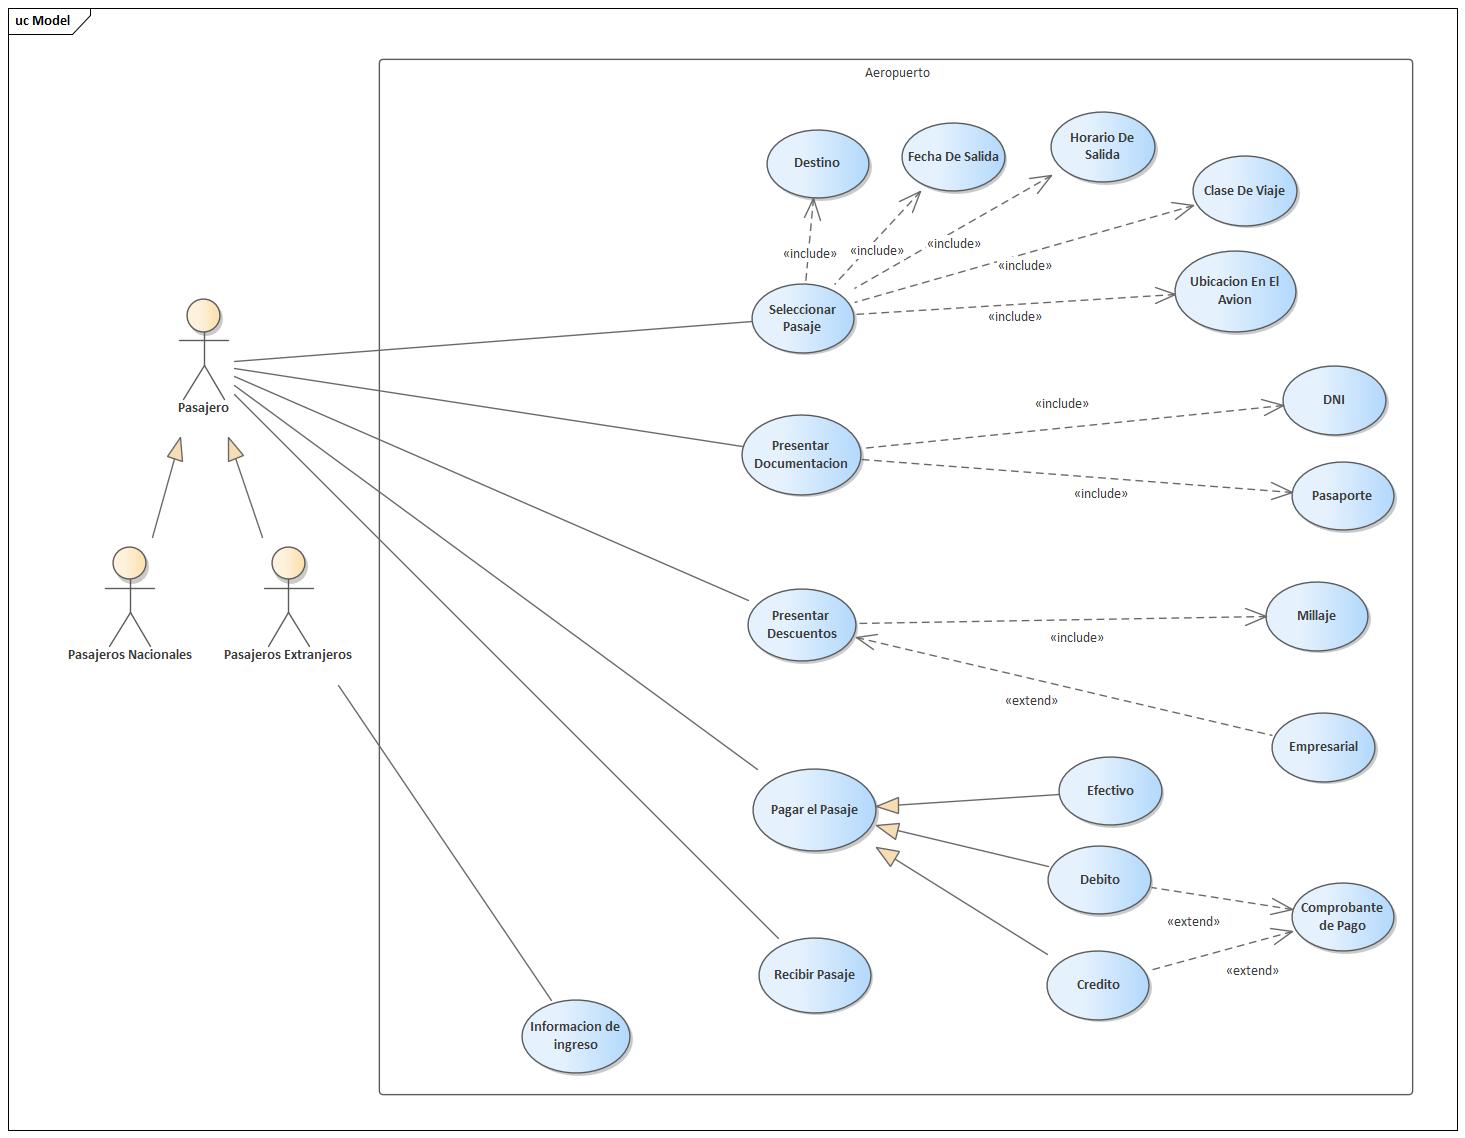 uc Model
Aeropuerto
Destino
Fecha De Salida
Horario De
Salida
Clase De Viaje
«include»
«include»
«include»
«include»
«include»
Seleccionar
Pasaje
Ubicacion En El
Avion
Pasajero
Presentar
Documentacion
«include»
«include»
DNI
Pasaporte
Pasajeros Nacionales
Pasajeros Extranjeros
Presentar
Descuentos
«include»
«extend»
Millaje
Empresarial
Pagar el Pasaje
Efectivo
Debito
Credito
«extend»
«extend»
Comprobante
de Pago
Recibir Pasaje
Informacion de
ingreso